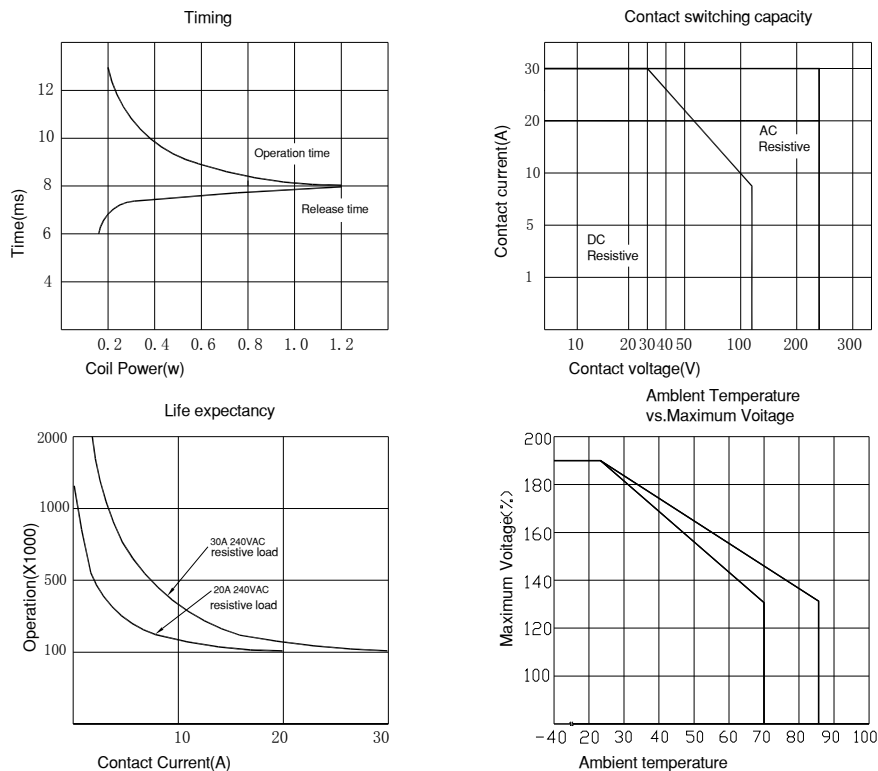 Timing
12
10
8
6
4
Time(ms)
Operation time
Release time
0.2 0.4 0.6 0.8 1.0 1.2
Coil Power(w)
Contact switching capacity
30
20
10
5
1
Contact current(A)
AC
Resistive
DC
Resistive
10 20 30 40 50 100 200 300
Contact voltage(V)
Life expectancy
2000
1000
500
100
Operation(X1000)
30A 240VAC
resistive load
20A 240VAC
resistive load
10 20 30
Contact Current(A)
Amblent Temperature
vs.Maximum Voitage
200
180
160
140
120
100
Maximum Voitage(%)
-40 20 30 40 50 60 70 80 90 100
Ambient temperature